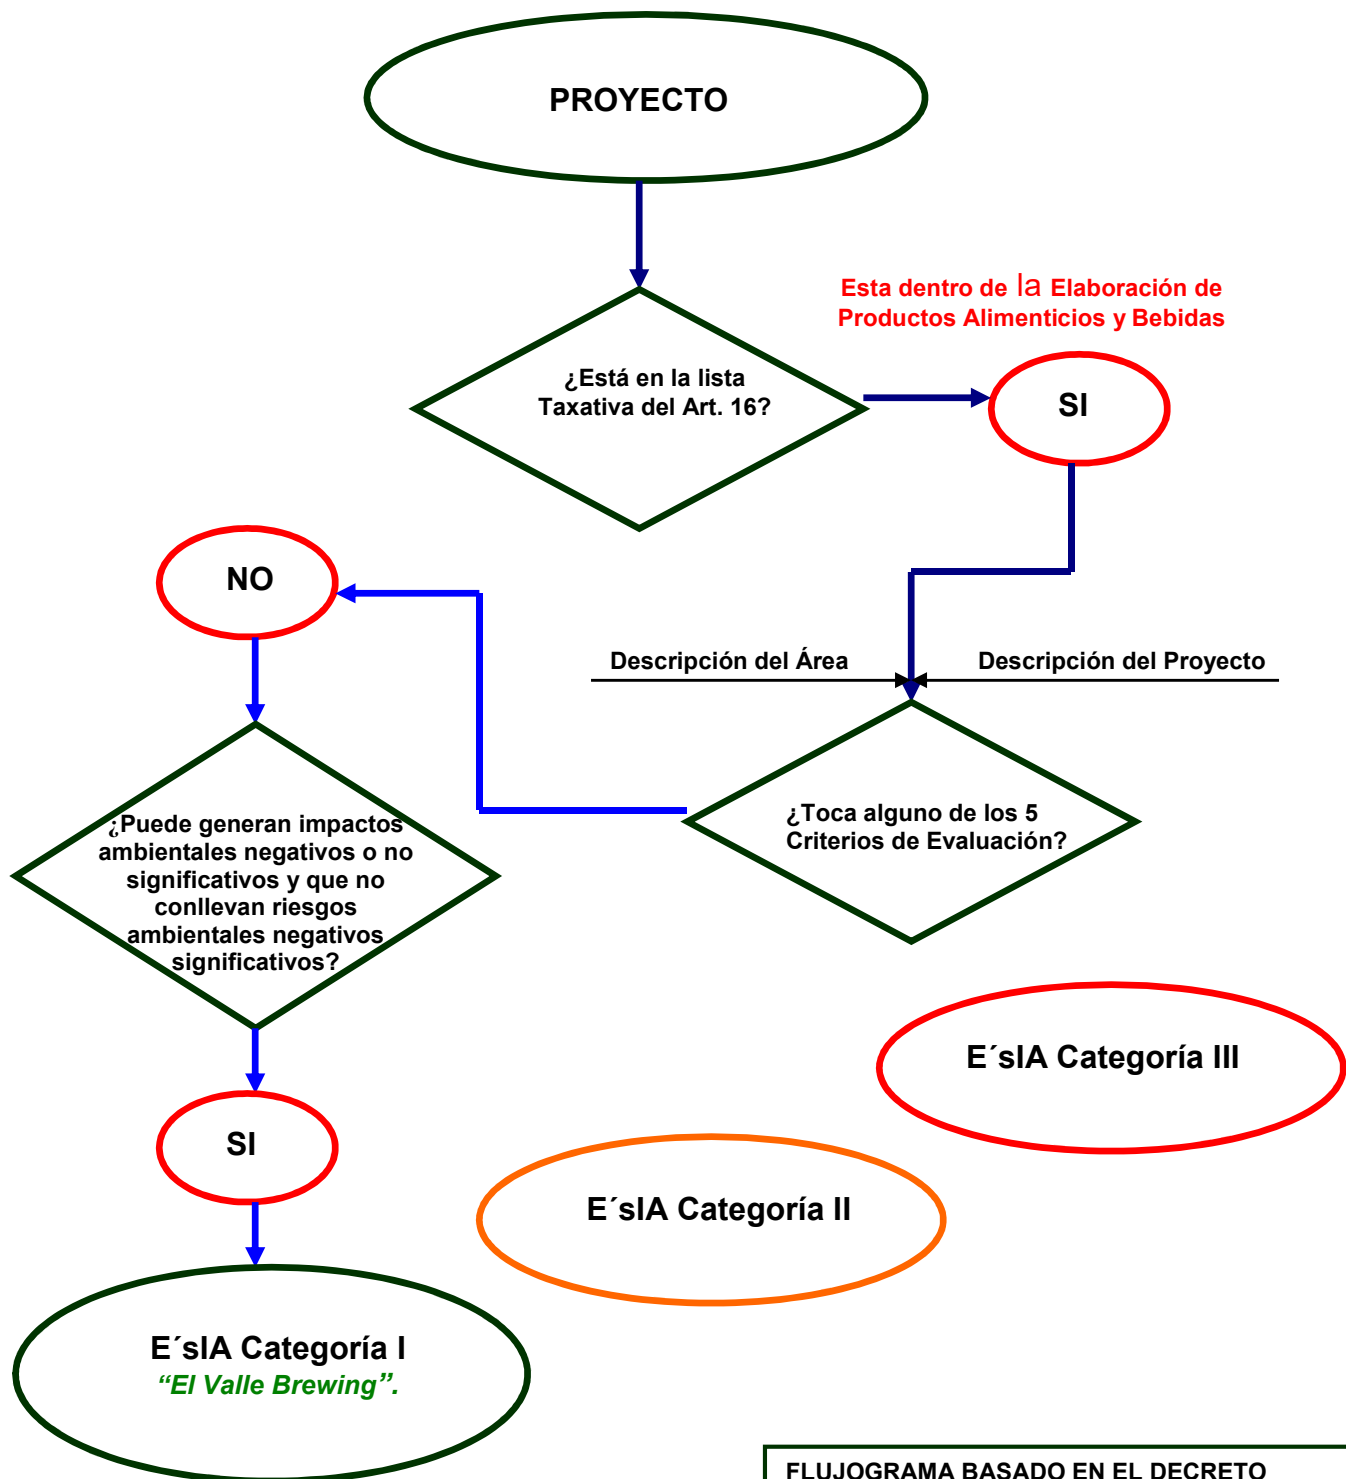 PROYECTO
Esta dentro de la Elaboración de
Productos Alimenticios y Bebidas
¿Está en la lista
Taxativa del Art. 16?
SI
NO
Descripción del Área
Descripción del Proyecto
¿Toca alguno de los 5
Criterios de Evaluación?
¿Puede generan impactos
ambientales negativos o no
significativos y que no
conllevan riesgos
ambientales negativos
significativos?
E´sIA Categoría III
SI
E´sIA Categoría II
E´sIA Categoría I
“El Valle Brewing”.
FLUJOGRAMA BASADO EN EL DECRETO